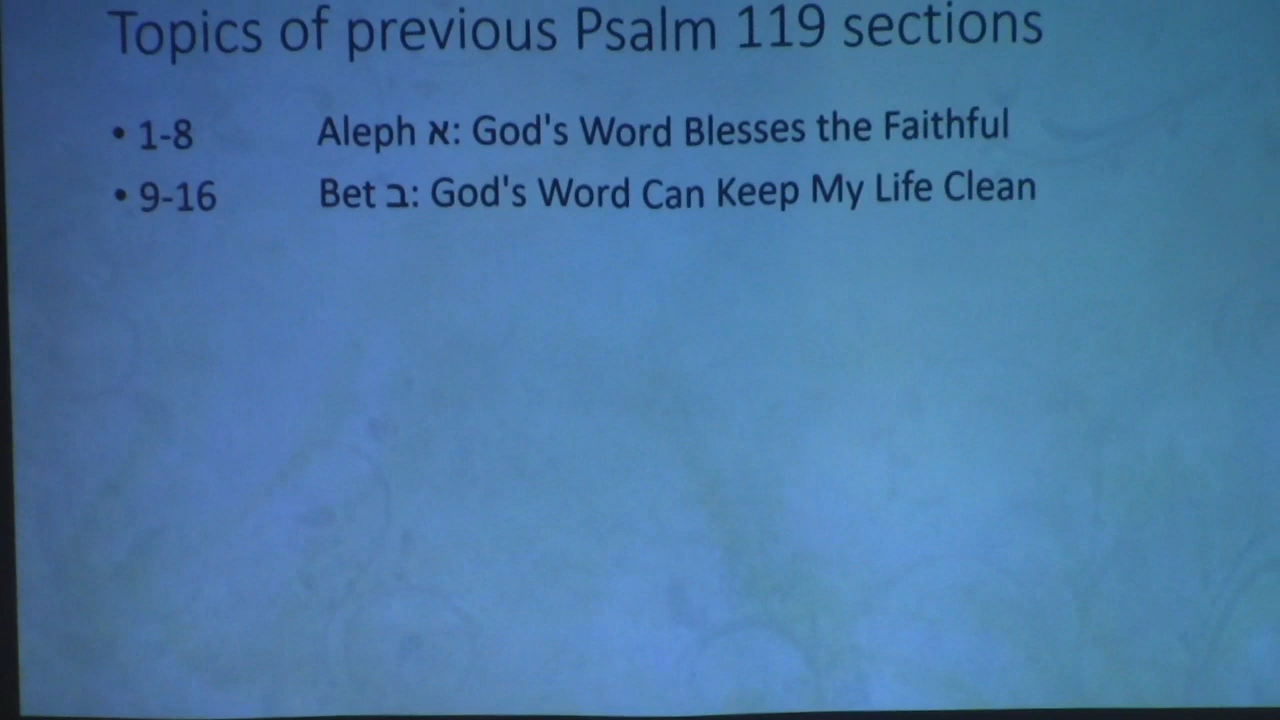 Topics of previous Psalm 119 sections
• 1-8 Aleph א: God's Word Blesses the Faithful
• 9-16 Bet ב: God's Word Can Keep My Life Clean